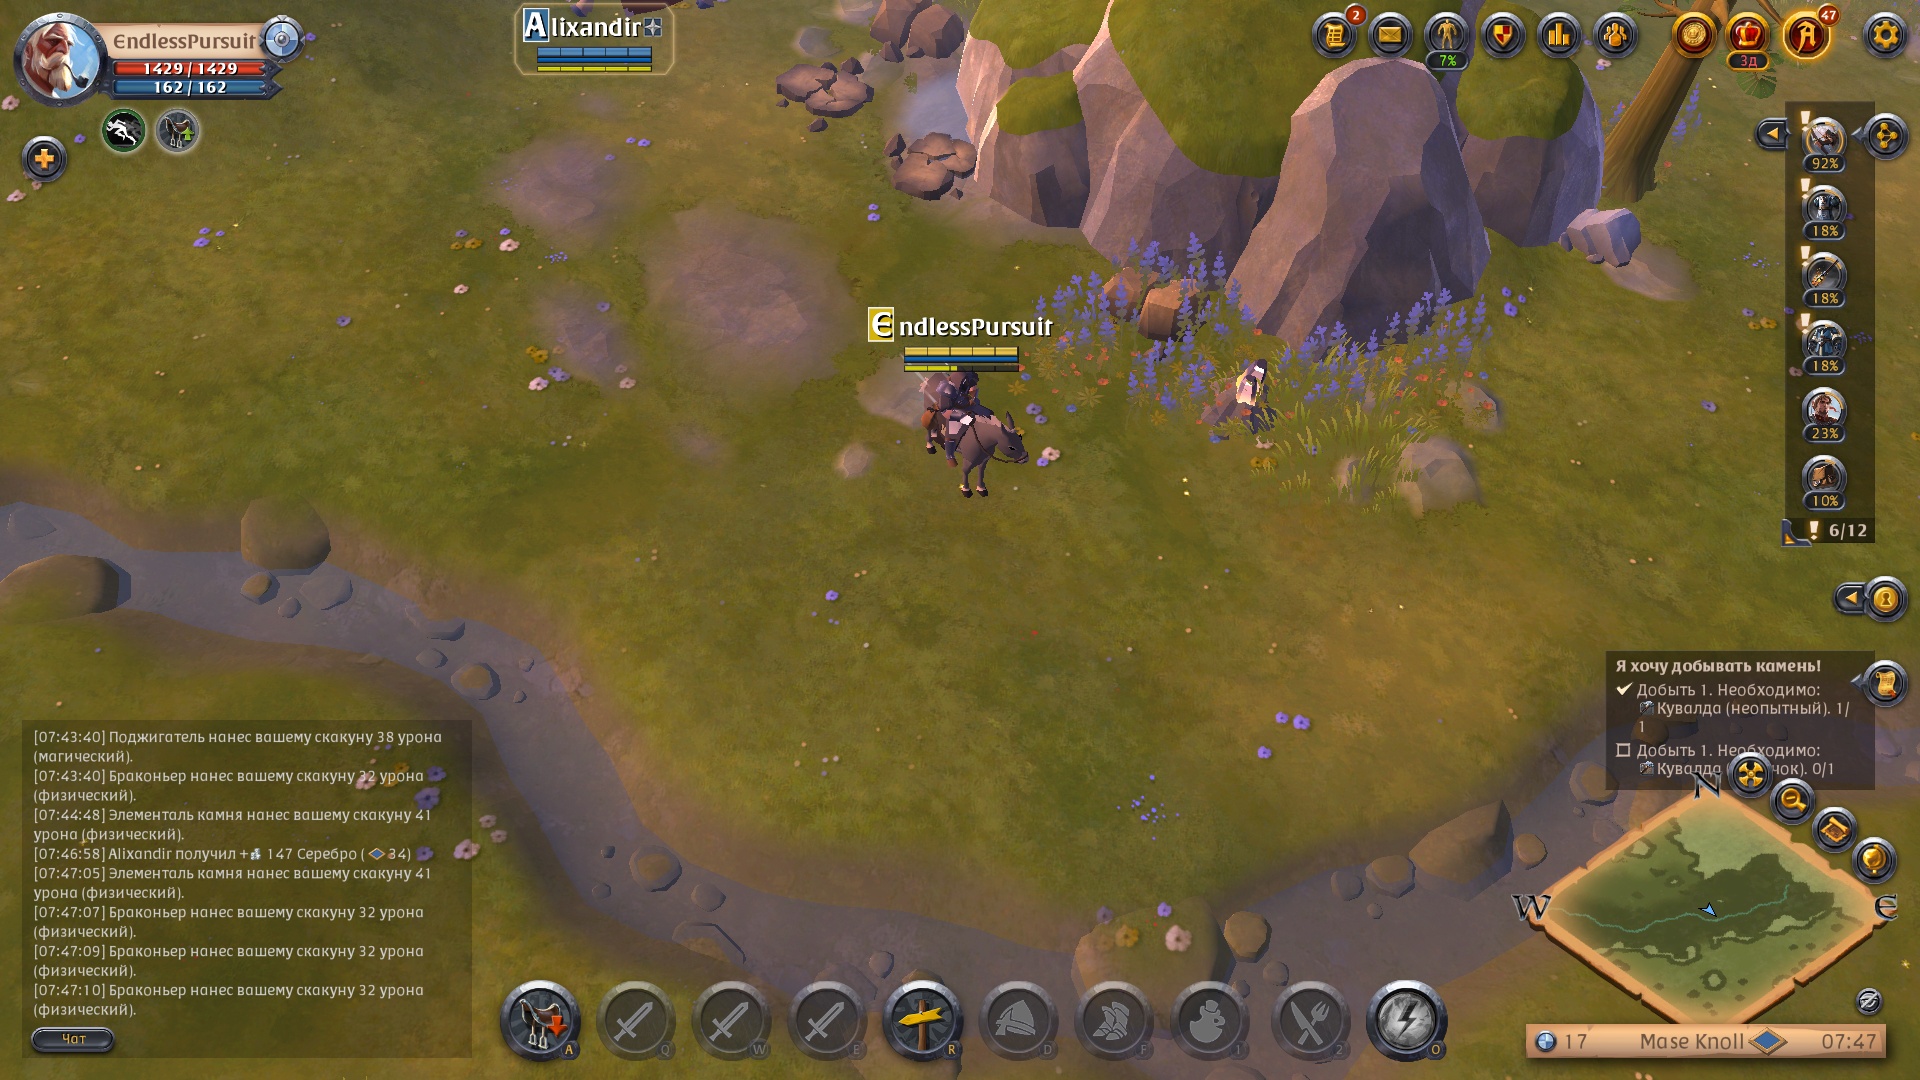 EndlessPursuit
1429 / 1429
162 / 162
Alixandir
2
7%
3д
47
92%
18%
18%
18%
23%
10%
6/12
EndlessPursuit
Я хочу добывать камень!
Добыть 1. Необходимо:
Кувалда (неопытный). 1/
1
Добыть 1. Необходимо:
Кувалда чок). 0/1
N
W
E
[07:43:40] Поджигатель нанес вашему скакуну 38 урона
(магический).
[07:43:40] Браконьер нанес вашему скакуну 32 урона
(физический).
[07:44:48] Элементаль камня нанес вашему скакуну 41
урона (физический).
[07:46:58] Alixandir получил + 147 Серебро ( 34)
[07:47:05] Элементаль камня нанес вашему скакуну 41
урона (физический).
[07:47:07] Браконьер нанес вашему скакуну 32 урона
(физический).
[07:47:09] Браконьер нанес вашему скакуну 32 урона
(физический).
[07:47:10] Браконьер нанес вашему скакуну 32 урона
(физический).
Чат
A
Q
W
E
R
D
F
1
2
O
17 Mase Knoll 07:47